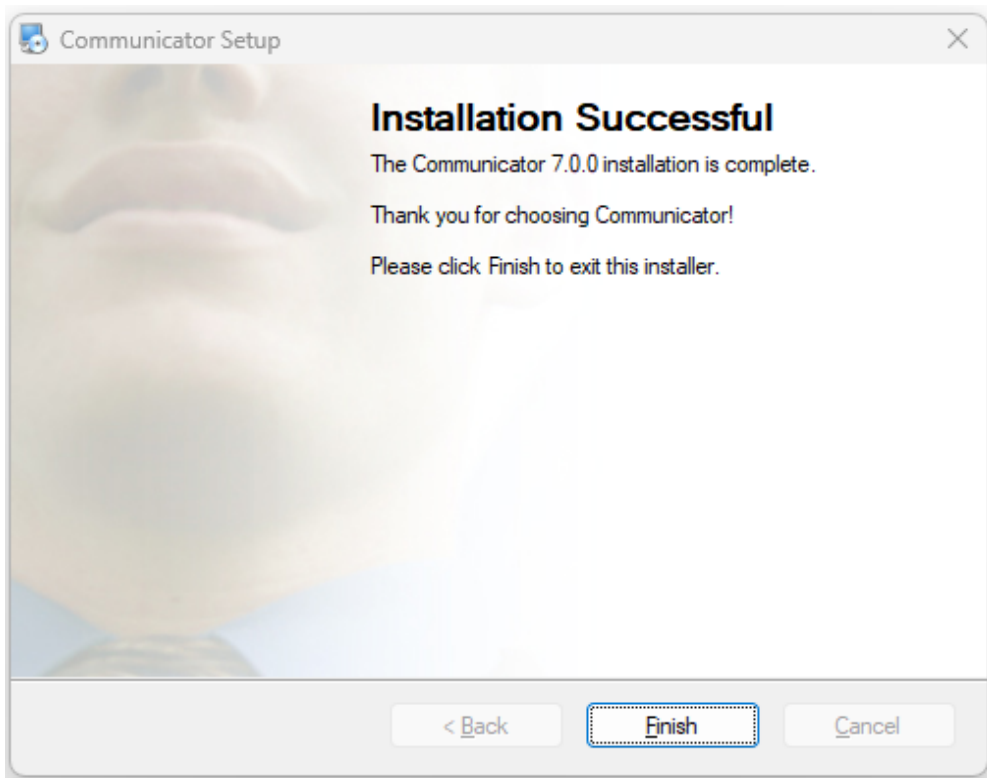 Communicator Setup
Installation Successful
The Communicator 7.0.0 installation is complete.
Thank you for choosing Communicator!
Please click Finish to exit this installer.
< Back
Finish
Cancel